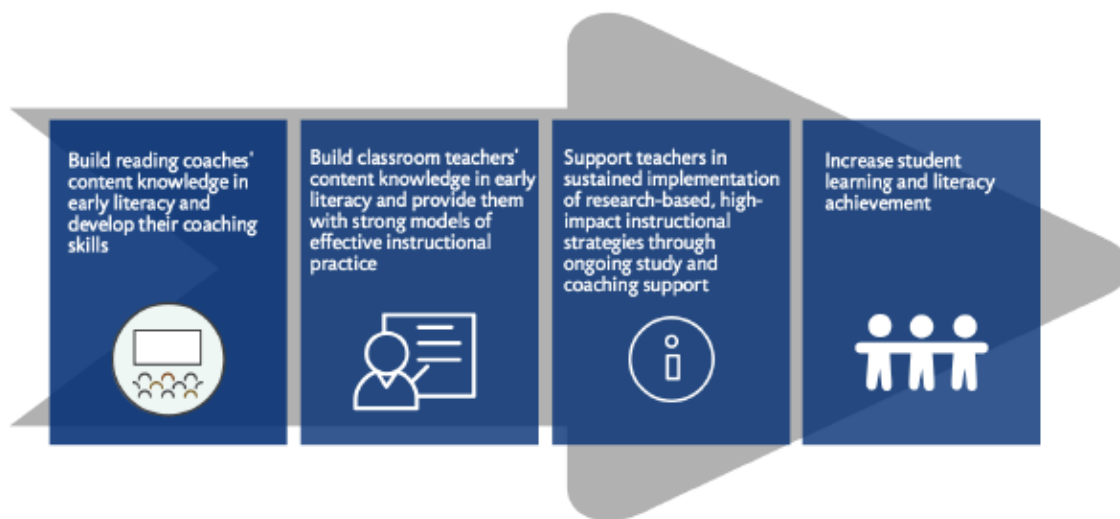 Build reading coaches'
content knowledge in
early literacy and
develop their coaching
skills
Build classroom teachers'
content knowledge in early
literacy and provide them
with strong models of
effective instructional
practice
Support teachers in
sustained implementation
of research-based, high-
impact instructional
strategies through
ongoing study and
coaching support
Increase student
learning and literacy
achievement